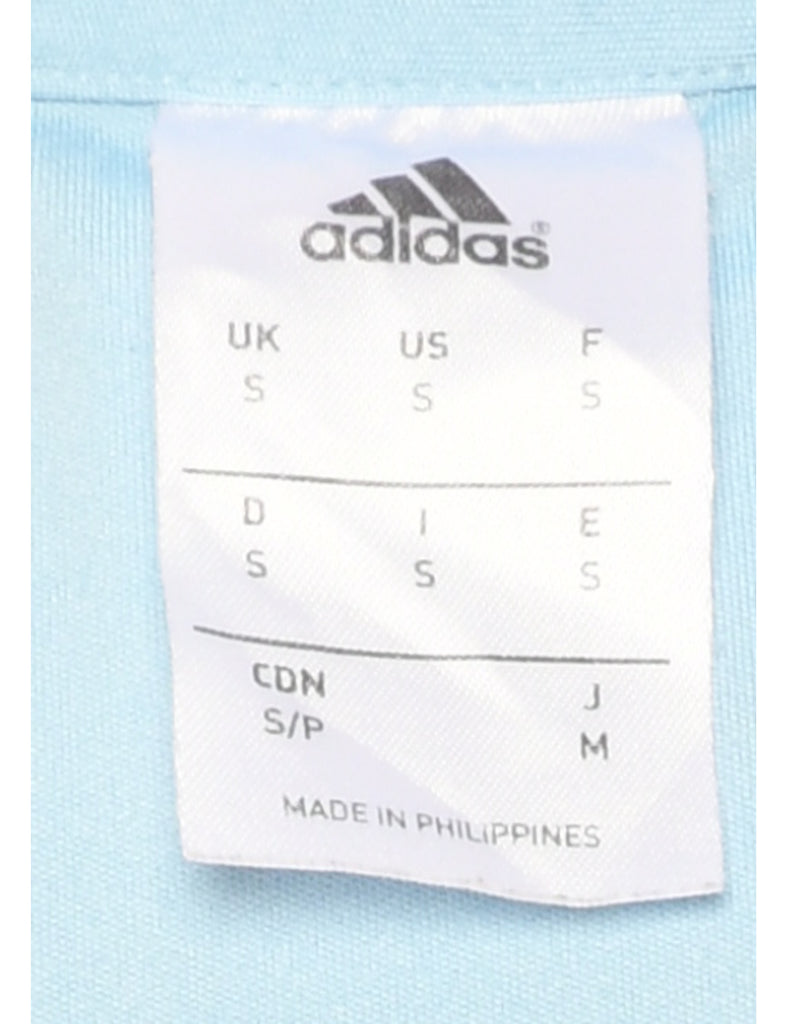 adidas®
UK US F
S S S
D I E
S S S
CDN J
S/P M
MADE IN PHILIPPINES